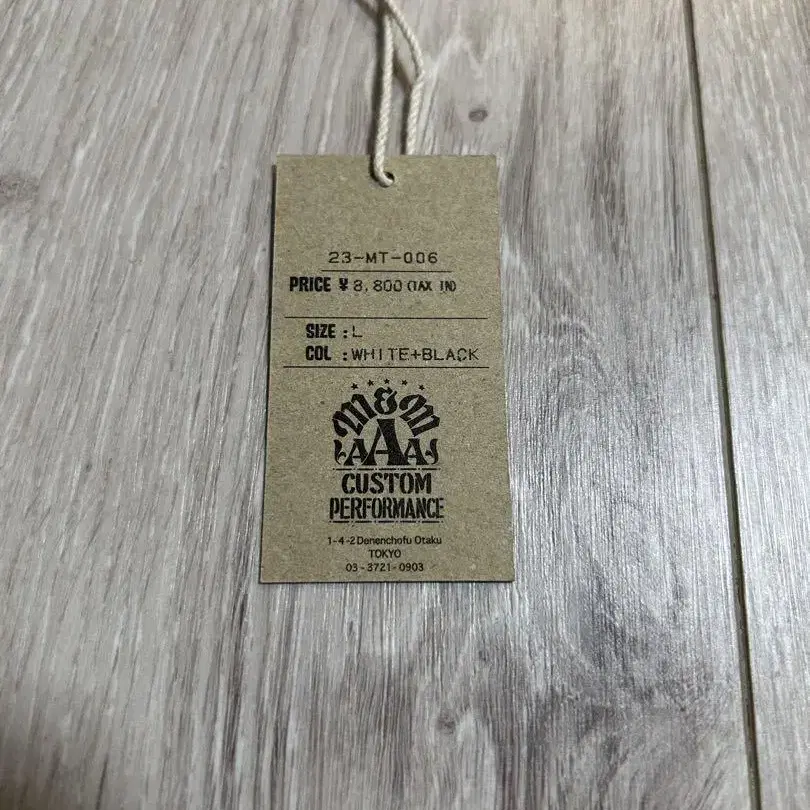 23-MT-006
PRICE ¥ 8,800 (TAX IN)
SIZE : L
COL : WHITE+BLACK
M&M
AAA
CUSTOM
PERFORMANCE
1-4-2 Denenchofu Otaku
TOKYO
03-3721-0903